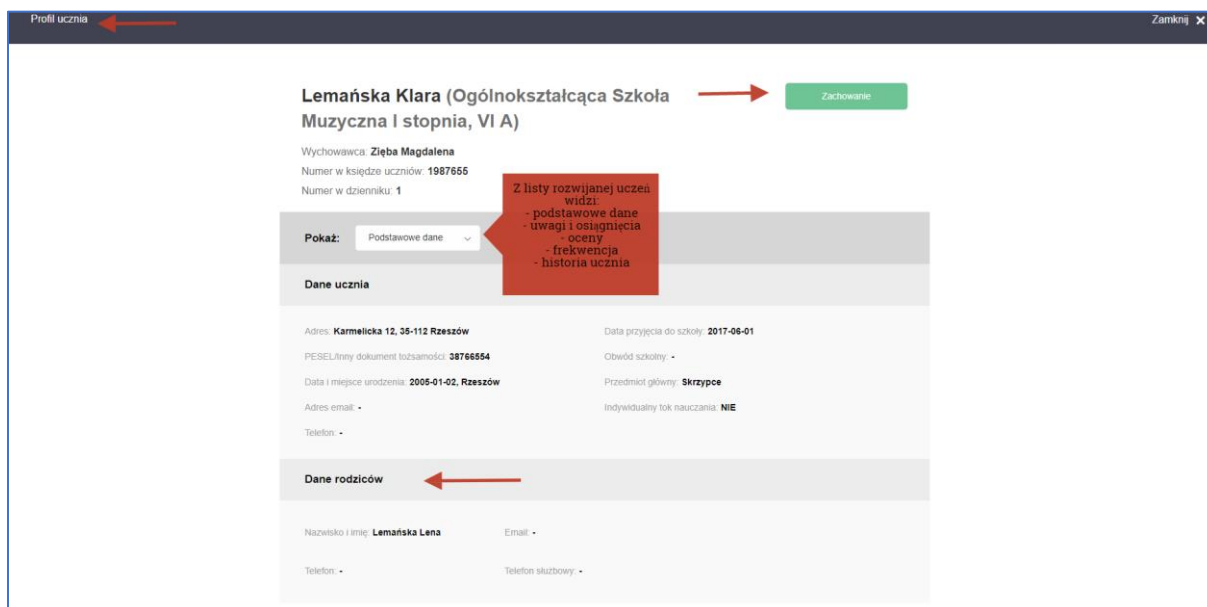 Profil ucznia
Zamknij ×
Lemańska Klara (Ogólnokształcąca Szkoła
Muzyczna I stopnia, VI A)
Zachowanie
Wychowawca: Zięba Magdalena
Numer w księdze uczniów: 1987655
Numer w dzienniku: 1
Z listy rozwijanej uczeń
widzi:
- podstawowe dane
- uwagi i osiągnięcia
- oceny
- frekwencja
- historia ucznia
Pokaż: Podstawowe dane
Dane ucznia
Adres: Karmelicka 12, 35-112 Rzeszów
Data przyjęcia do szkoły: 2017-06-01
PESEL/Inny dokument tożsamości: 38766554
Obwód szkolny: -
Data i miejsce urodzenia: 2005-01-02, Rzeszów
Przedmiot główny: Skrzypce
Adres email: -
Indywidualny tok nauczania: NIE
Telefon: -
Dane rodziców
Nazwisko i imię: Lemańska Lena
Email: -
Telefon: -
Telefon służbowy: -